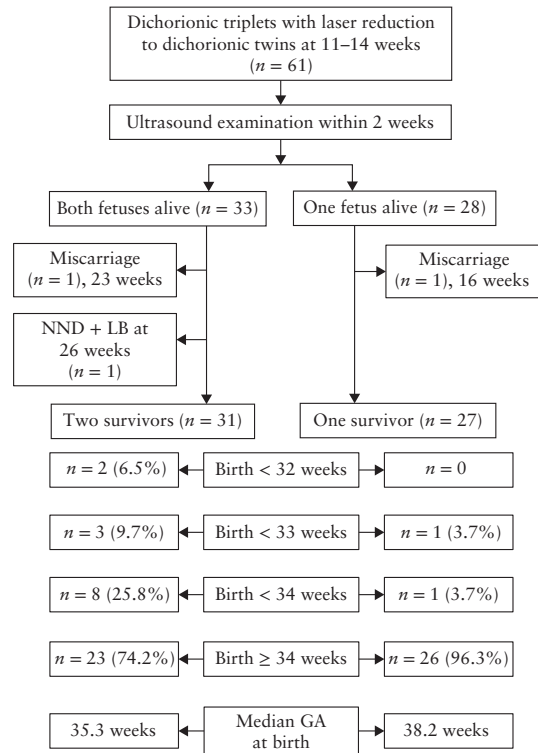 Dichorionic triplets with laser reduction
to dichorionic twins at 11–14 weeks
(n = 61)
Ultrasound examination within 2 weeks
Both fetuses alive (n = 33)
One fetus alive (n = 28)
Miscarriage
(n = 1), 23 weeks
Miscarriage
(n = 1), 16 weeks
NND + LB at
26 weeks
(n = 1)
Two survivors (n = 31)
One survivor (n = 27)
n = 2 (6.5%)
Birth < 32 weeks
n = 0
n = 3 (9.7%)
Birth < 33 weeks
n = 1 (3.7%)
n = 8 (25.8%)
Birth < 34 weeks
n = 1 (3.7%)
n = 23 (74.2%)
Birth ≥ 34 weeks
n = 26 (96.3%)
35.3 weeks
Median GA
at birth
38.2 weeks